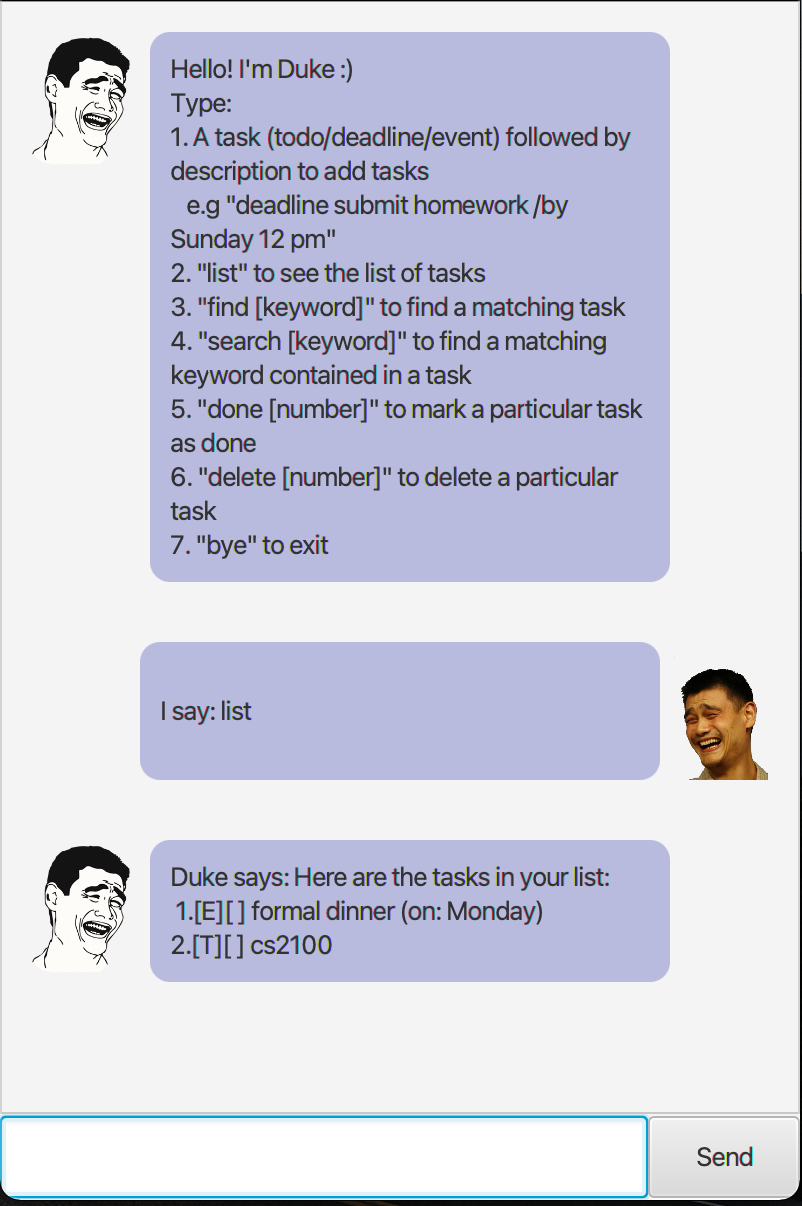 Hello! I'm Duke :)
Type:
1. A task (todo/deadline/event) followed by
description to add tasks
e.g "deadline submit homework /by
Sunday 12 pm"
2. "list" to see the list of tasks
3. "find [keyword]" to find a matching task
4. "search [keyword]" to find a matching
keyword contained in a task
5. "done [number]" to mark a particular task
as done
6. "delete [number]" to delete a particular
task
7. "bye" to exit
I say: list
Duke says: Here are the tasks in your list:
1.[E][ ] formal dinner (on: Monday)
2.[T][ ] cs2100
Send